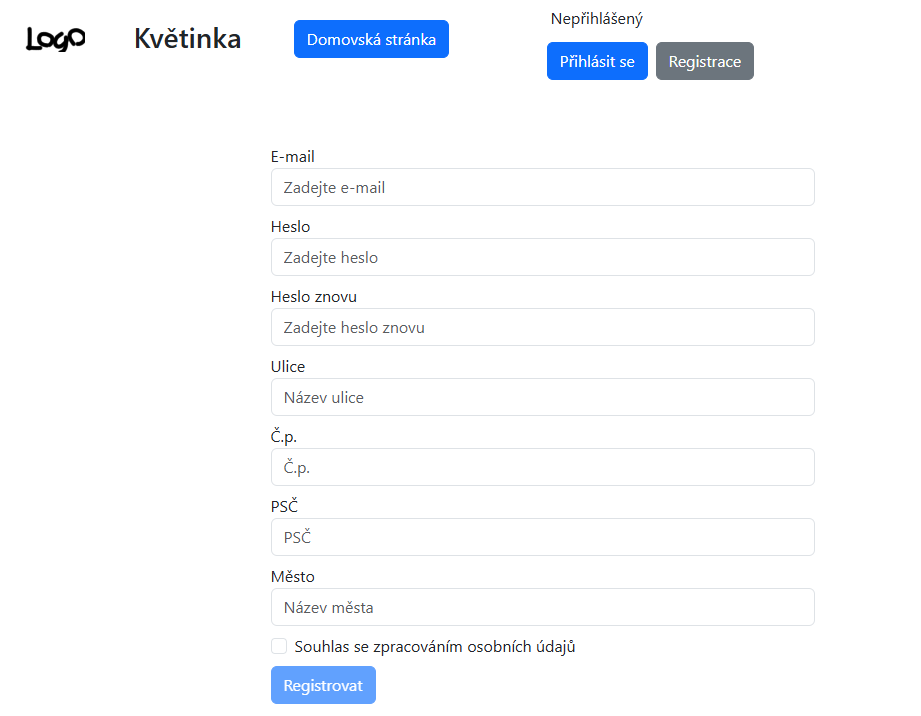 LOGO
Květinka
Domovská stránka
Nepřihlášený
Přihlásit se
Registrace
E-mail
Zadejte e-mail
Heslo
Zadejte heslo
Heslo znovu
Zadejte heslo znovu
Ulice
Název ulice
Č.p.
Č.p.
PSČ
PSČ
Město
Název města
Souhlas se zpracováním osobních údajů
Registrovat